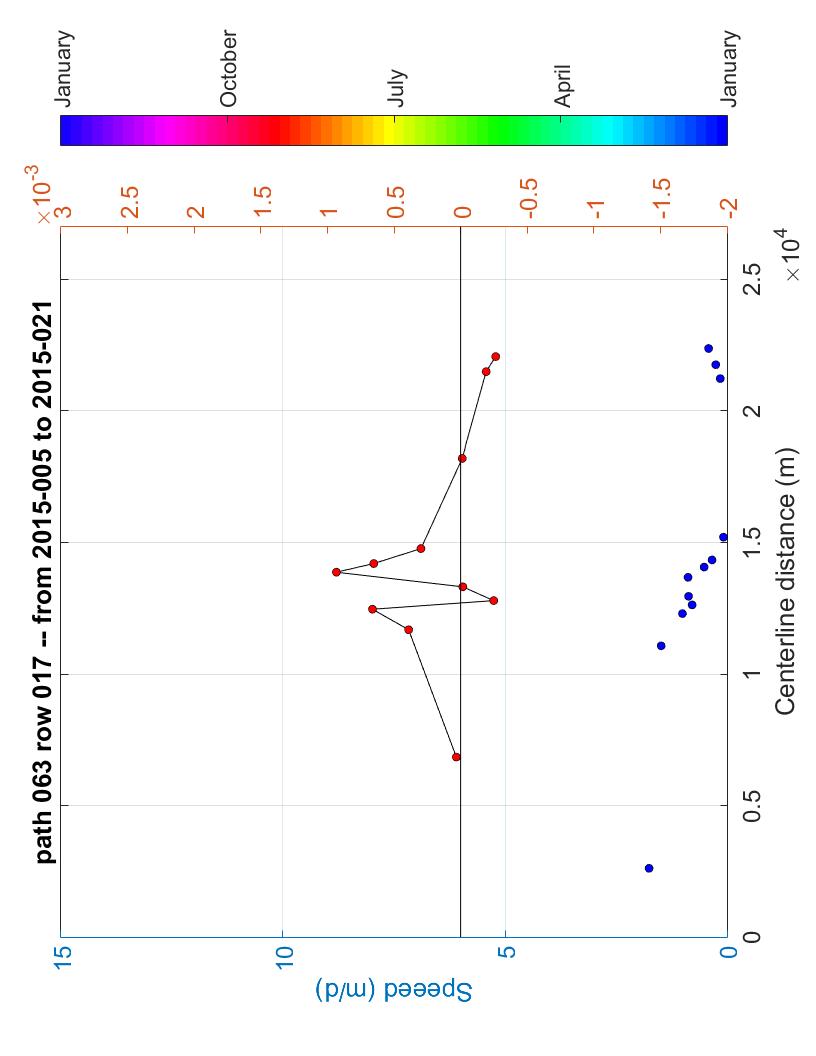 path 063 row 017 -- from 2015-005 to 2015-021
Speeed (m/d)
15
10
5
0
0
0.5
1
1.5
2
2.5
×10^4
Centerline distance (m)
×10^-3
3
2.5
2
1.5
1
0.5
0
-0.5
-1
-1.5
-2
January
October
July
April
January